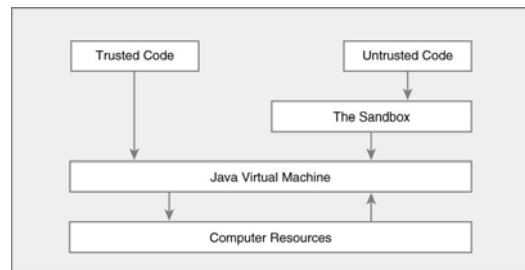 Trusted Code
Untrusted Code
The Sandbox
Java Virtual Machine
Computer Resources